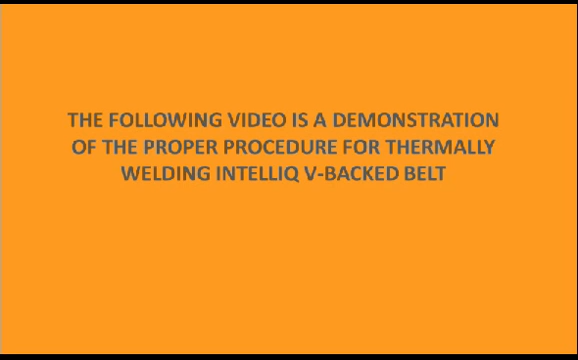 THE FOLLOWING VIDEO IS A DEMONSTRATION
OF THE PROPER PROCEDURE FOR THERMALLY
WELDING INTELLIQ V-BACKED BELT